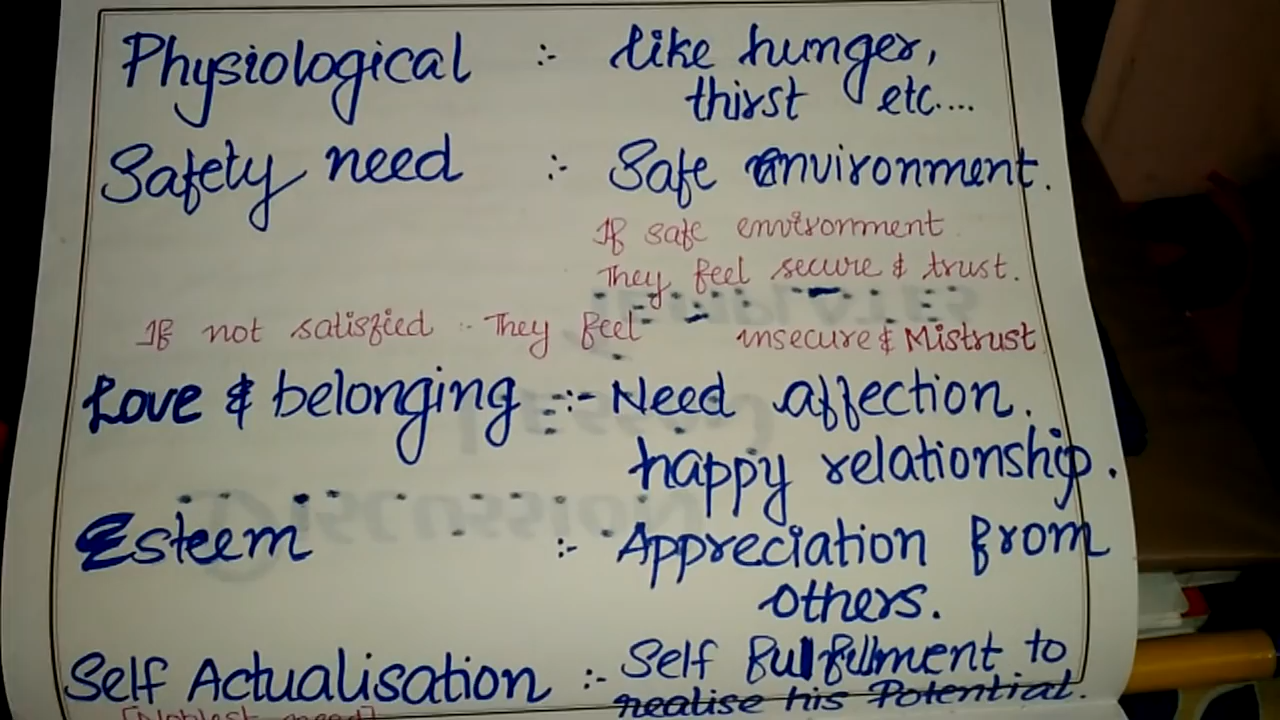 Physiological :- like hunger,
thirst etc....
Safety need :- Safe environment.
If safe environment
They feel secure & trust.
If not satisfied :- They feel insecure & Mistrust
Love & belonging :- Need affection.
happy relationship.
Esteem :- Appreciation from
others.
Self Actualisation :- Self fulfillment to
realise his Potential.
[Noblest need]